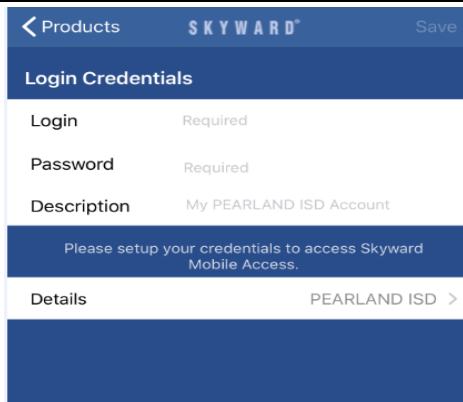 Products SKYWARD® Save
Login Credentials
Login Required
Password Required
Description My PEARLAND ISD Account
Please setup your credentials to access Skyward
Mobile Access.
Details PEARLAND ISD >